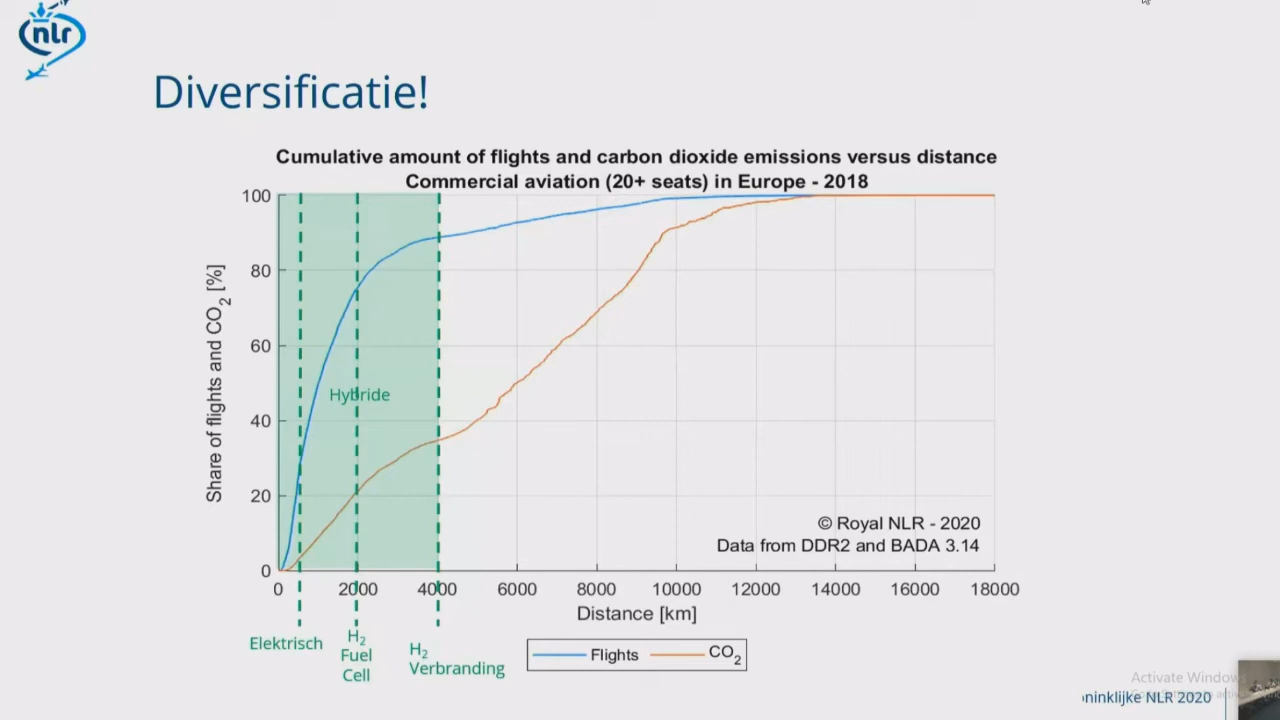 nlr
Diversificatie!
Cumulative amount of flights and carbon dioxide emissions versus distance
Commercial aviation (20+ seats) in Europe - 2018
100
80
60
40
20
0
Share of flights and CO2 [%]
Hybride
© Royal NLR - 2020
Data from DDR2 and BADA 3.14
0 2000 4000 6000 8000 10000 12000 14000 16000 18000
Distance [km]
Elektrisch
H2
Fuel
Cell
H2
Verbranding
Flights CO2
Activate Windows
oninklijke NLR 2020